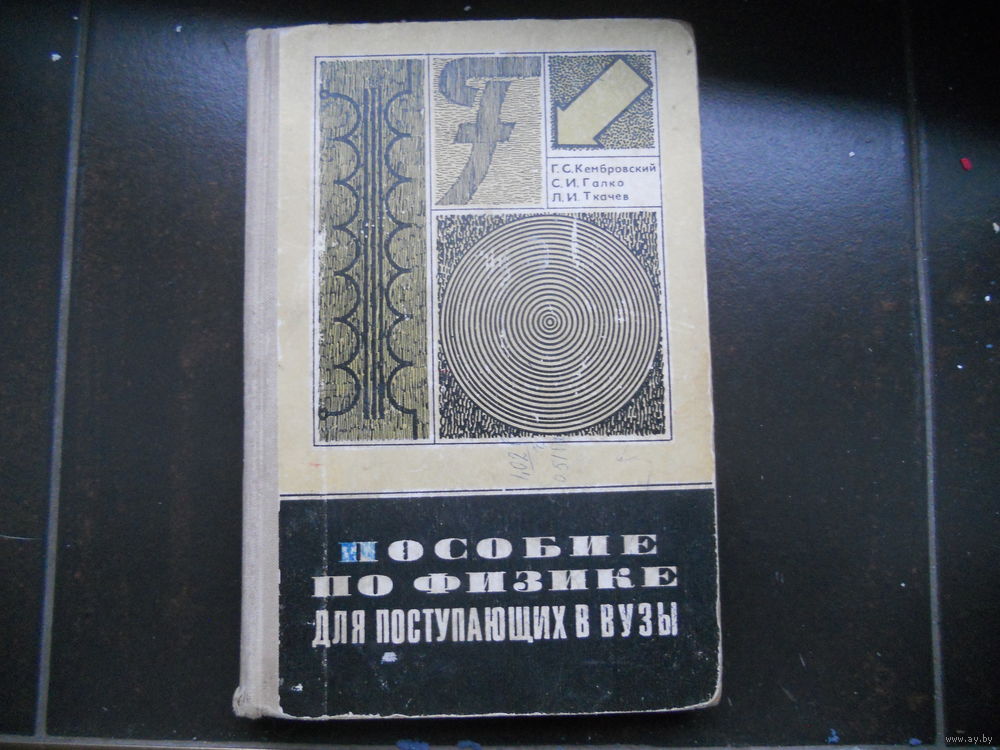 F
Г. С. Кембровский
С. И. Галко
Л. И. Ткачев
ПОСОБИЕ
ПО ФИЗИКЕ
ДЛЯ ПОСТУПАЮЩИХ В ВУЗЫ
www.ay.by